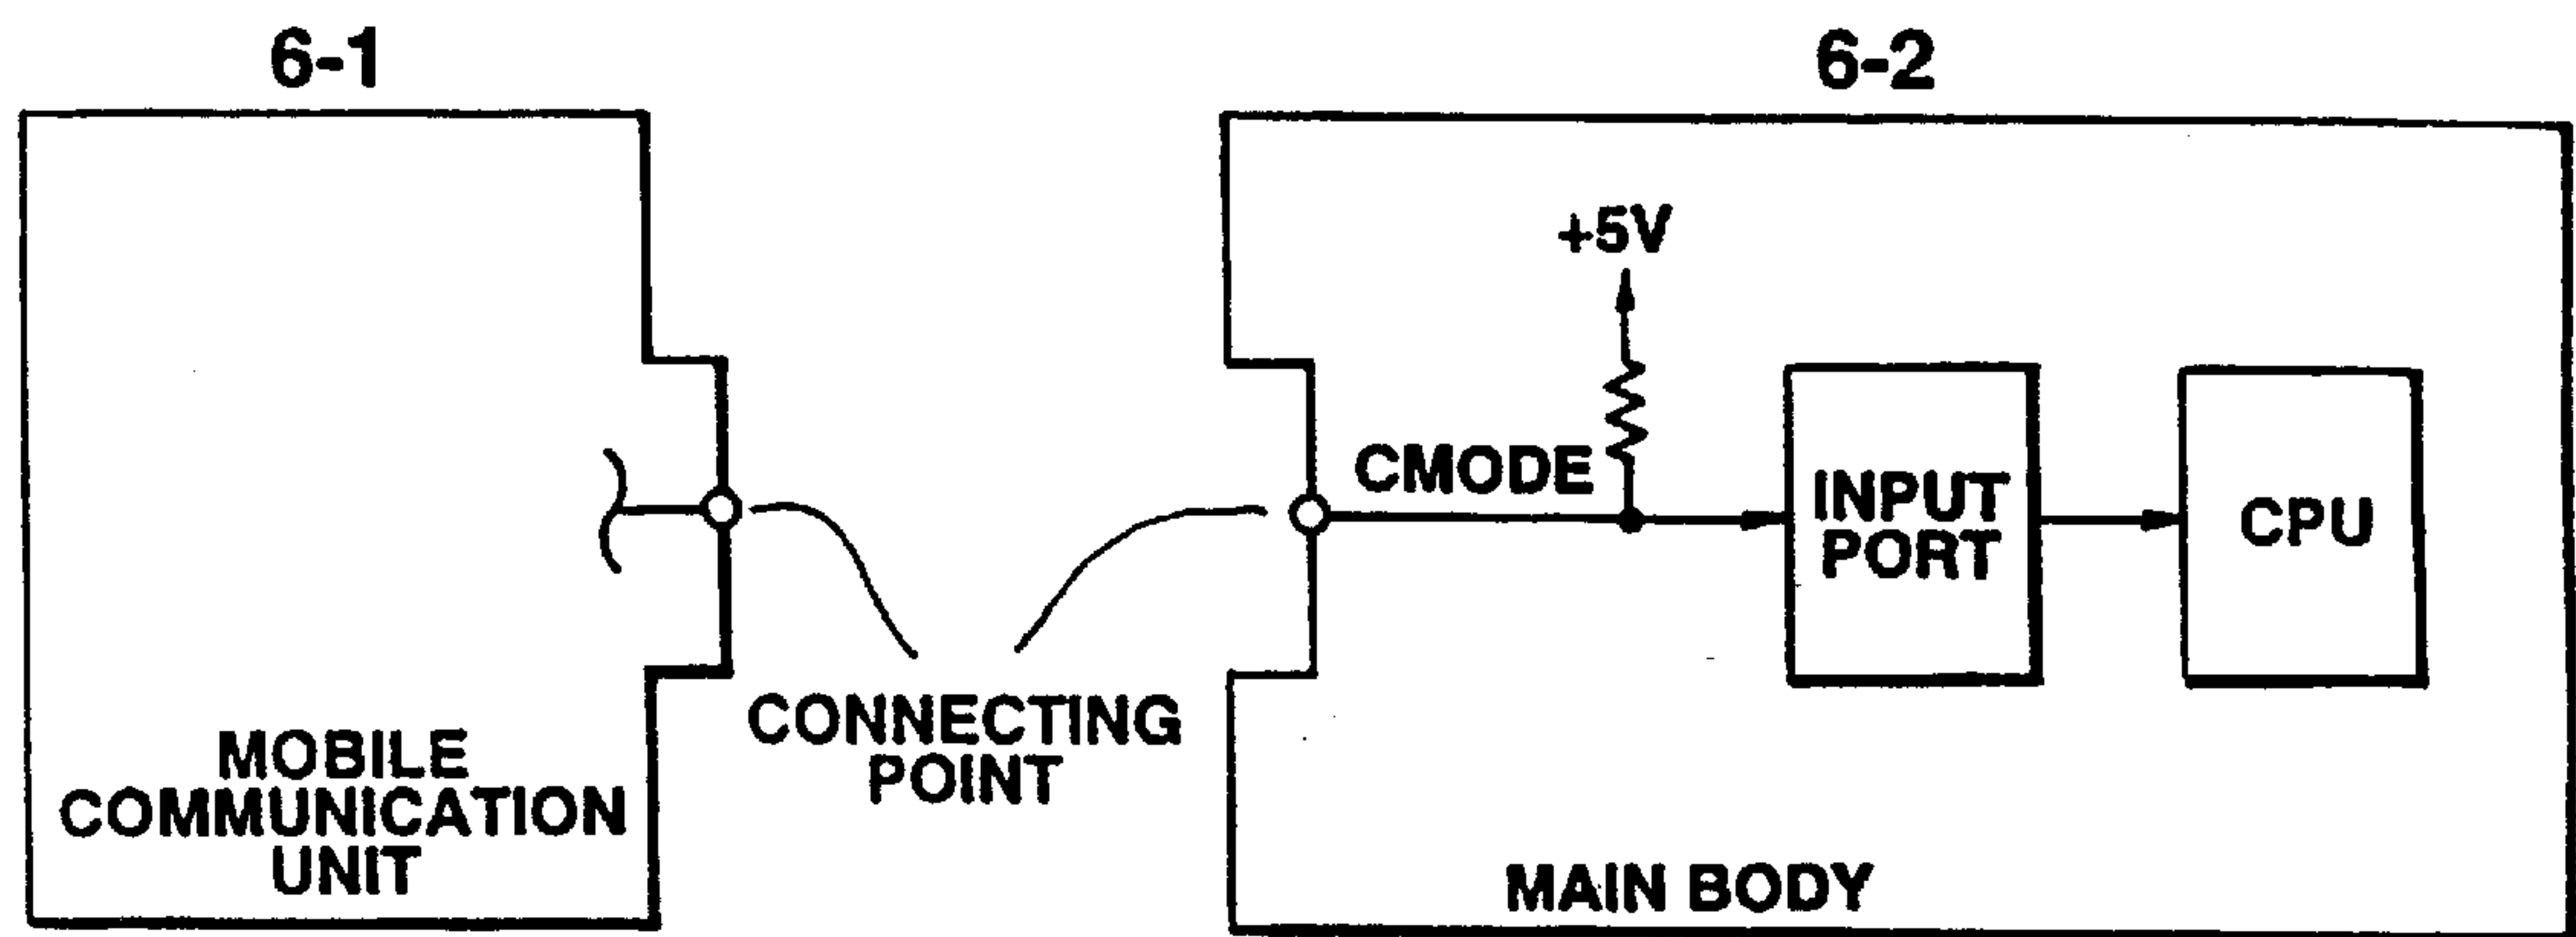 6-1
6-2
+5V
CMODE
INPUT
PORT
CPU
CONNECTING
POINT
MOBILE
COMMUNICATION
UNIT
MAIN BODY